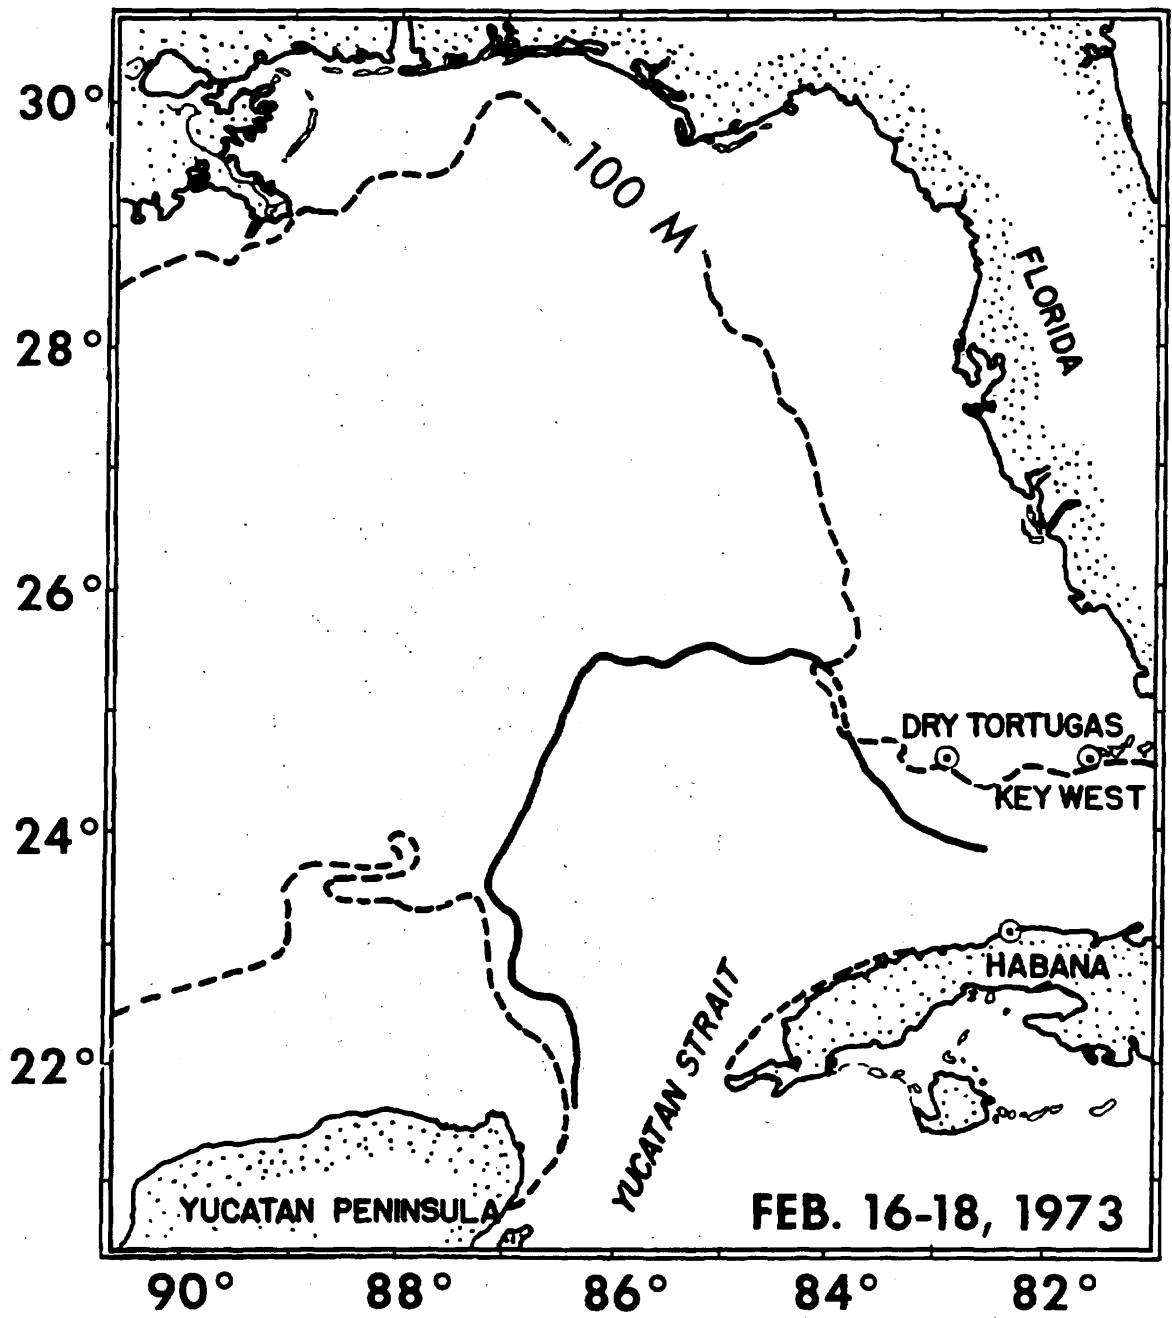 30°
100 M
FLORIDA
28°
26°
DRY TORTUGAS
KEY WEST
24°
HABANA
YUCATAN STRAIT
22°
YUCATAN PENINSULA
FEB. 16-18, 1973
90° 88° 86° 84° 82°